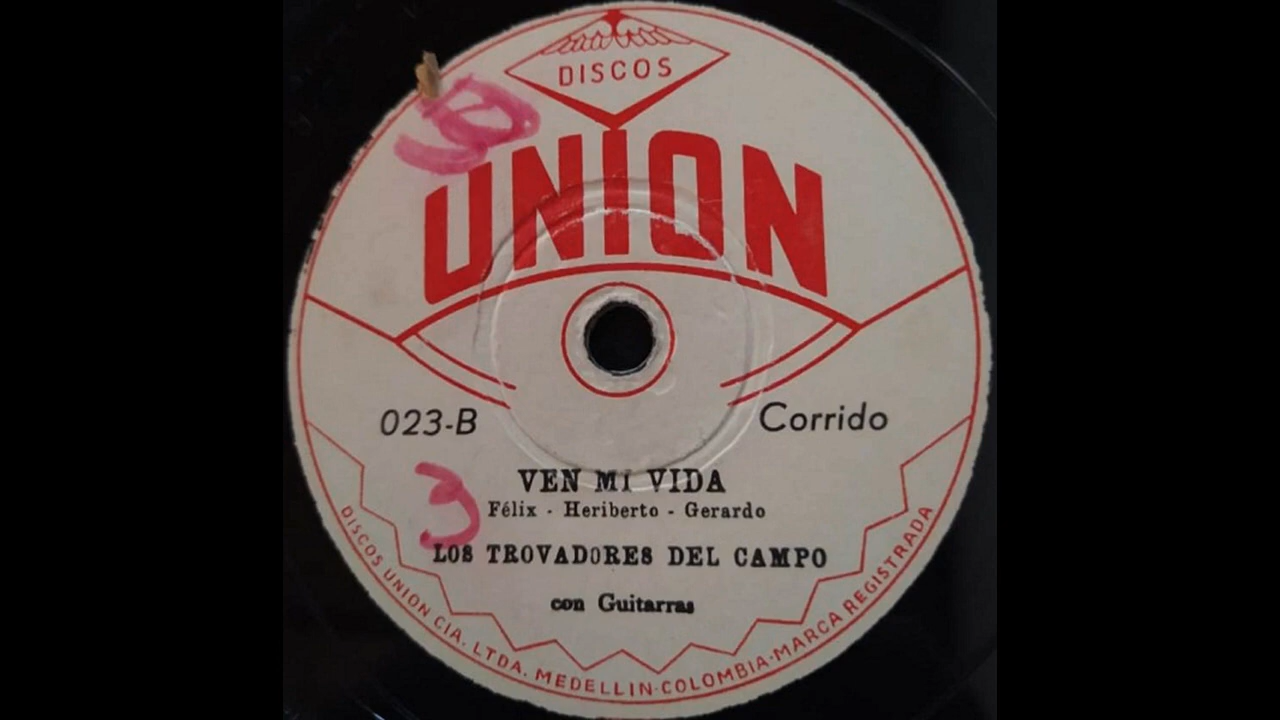 DISCOS
UNION
023-B
Corrido
3
VEN MI VIDA
Félix - Heriberto - Gerardo
LOS TROVADORES DEL CAMPO
con Guitarras
DISCOS UNION CIA. LTDA. MEDELLIN-COLOMBIA-MARCA REGISTRADA